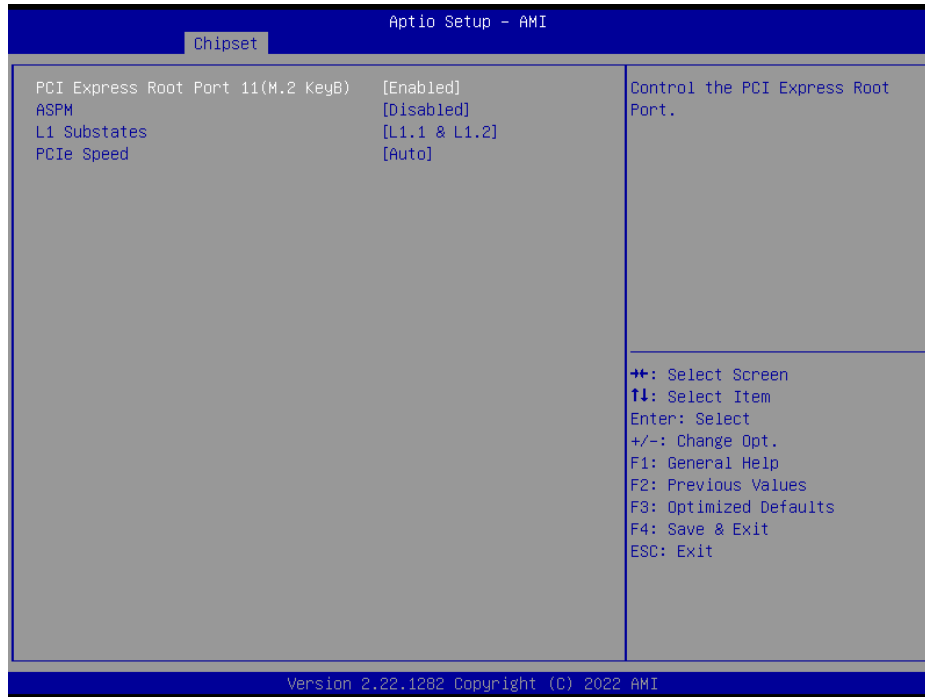 Aptio Setup – AMI
Chipset
PCI Express Root Port 11(M.2 KeyB) [Enabled]
ASPM [Disabled]
L1 Substates [L1.1 & L1.2]
PCIe Speed [Auto]
Control the PCI Express Root
Port.
→←: Select Screen
↑↓: Select Item
Enter: Select
+/-: Change Opt.
F1: General Help
F2: Previous Values
F3: Optimized Defaults
F4: Save & Exit
ESC: Exit
Version 2.22.1282 Copyright (C) 2022 AMI